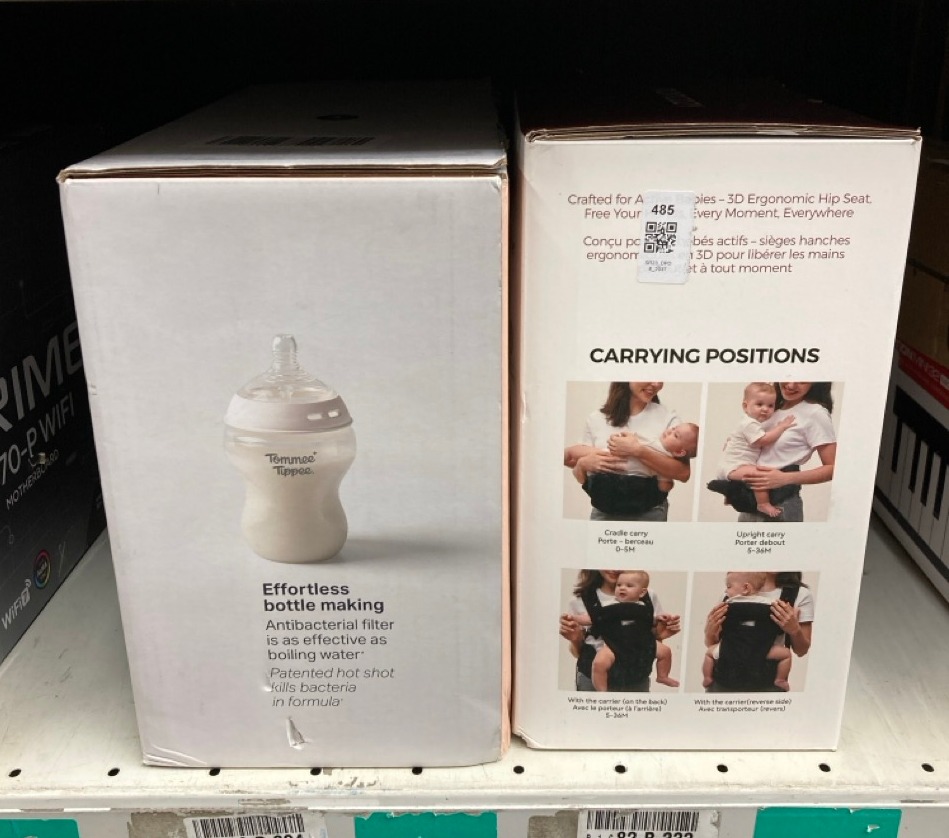 RIME
70-P WIFI
MOTHERBOARD
WiFi
Tommee
Tippee
Effortless
bottle making
Antibacterial filter
is as effective as
boiling water
Patented hot shot
kills bacteria
in formula
Crafted for A bies – 3D Ergonomic Hip Seat,
Free Your Every Moment, Everywhere
485
Conçu po bés actifs – sièges hanches
ergonom n 3D pour libérer les mains
et à tout moment
CARRYING POSITIONS
Cradle carry
Porte - berceau
0-5M
Upright carry
Porter debout
5-36M
With the carrier (on the back)
Avec le porteur (à l'arrière)
5-36M
With the carrier(reverse side)
Avec transporteur (revers)